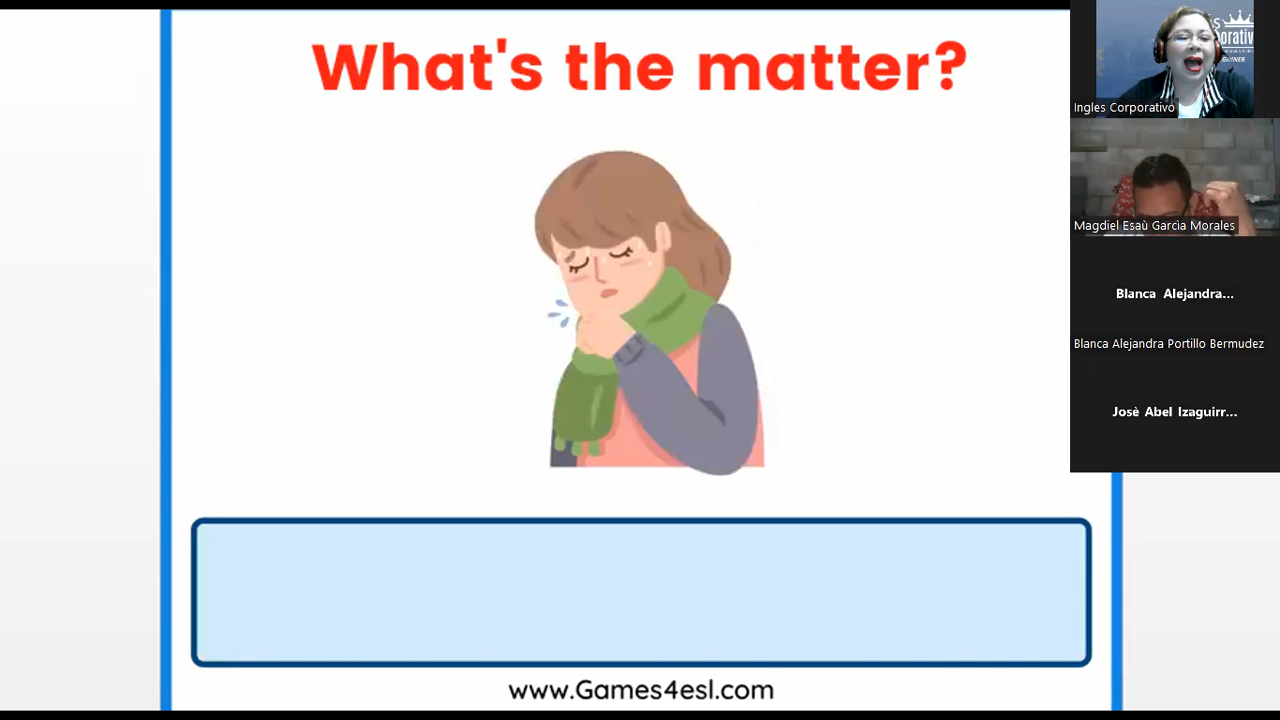 What's the matter?
www.Games4esl.com
Ingles Corporativo
Magdiel Esaù Garcìa Morales
Blanca Alejandra...
Blanca Alejandra Portillo Bermudez
Josè Abel Izaguirr...